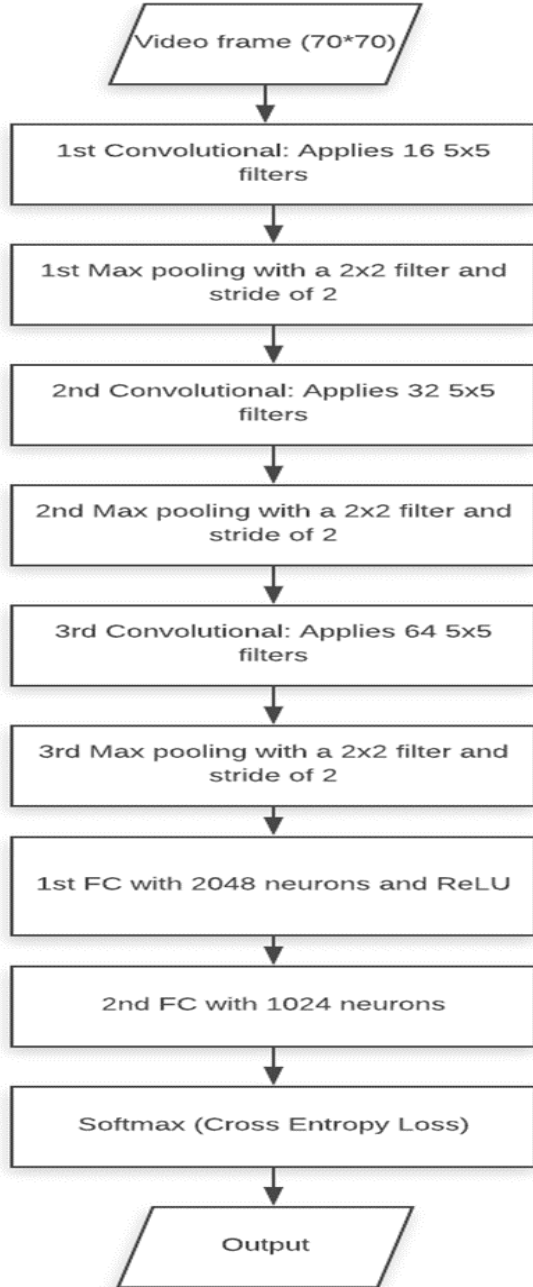 Video frame (70*70)
1st Convolutional: Applies 16 5x5
filters
1st Max pooling with a 2x2 filter and
stride of 2
2nd Convolutional: Applies 32 5x5
filters
2nd Max pooling with a 2x2 filter and
stride of 2
3rd Convolutional: Applies 64 5x5
filters
3rd Max pooling with a 2x2 filter and
stride of 2
1st FC with 2048 neurons and ReLU
2nd FC with 1024 neurons
Softmax (Cross Entropy Loss)
Output